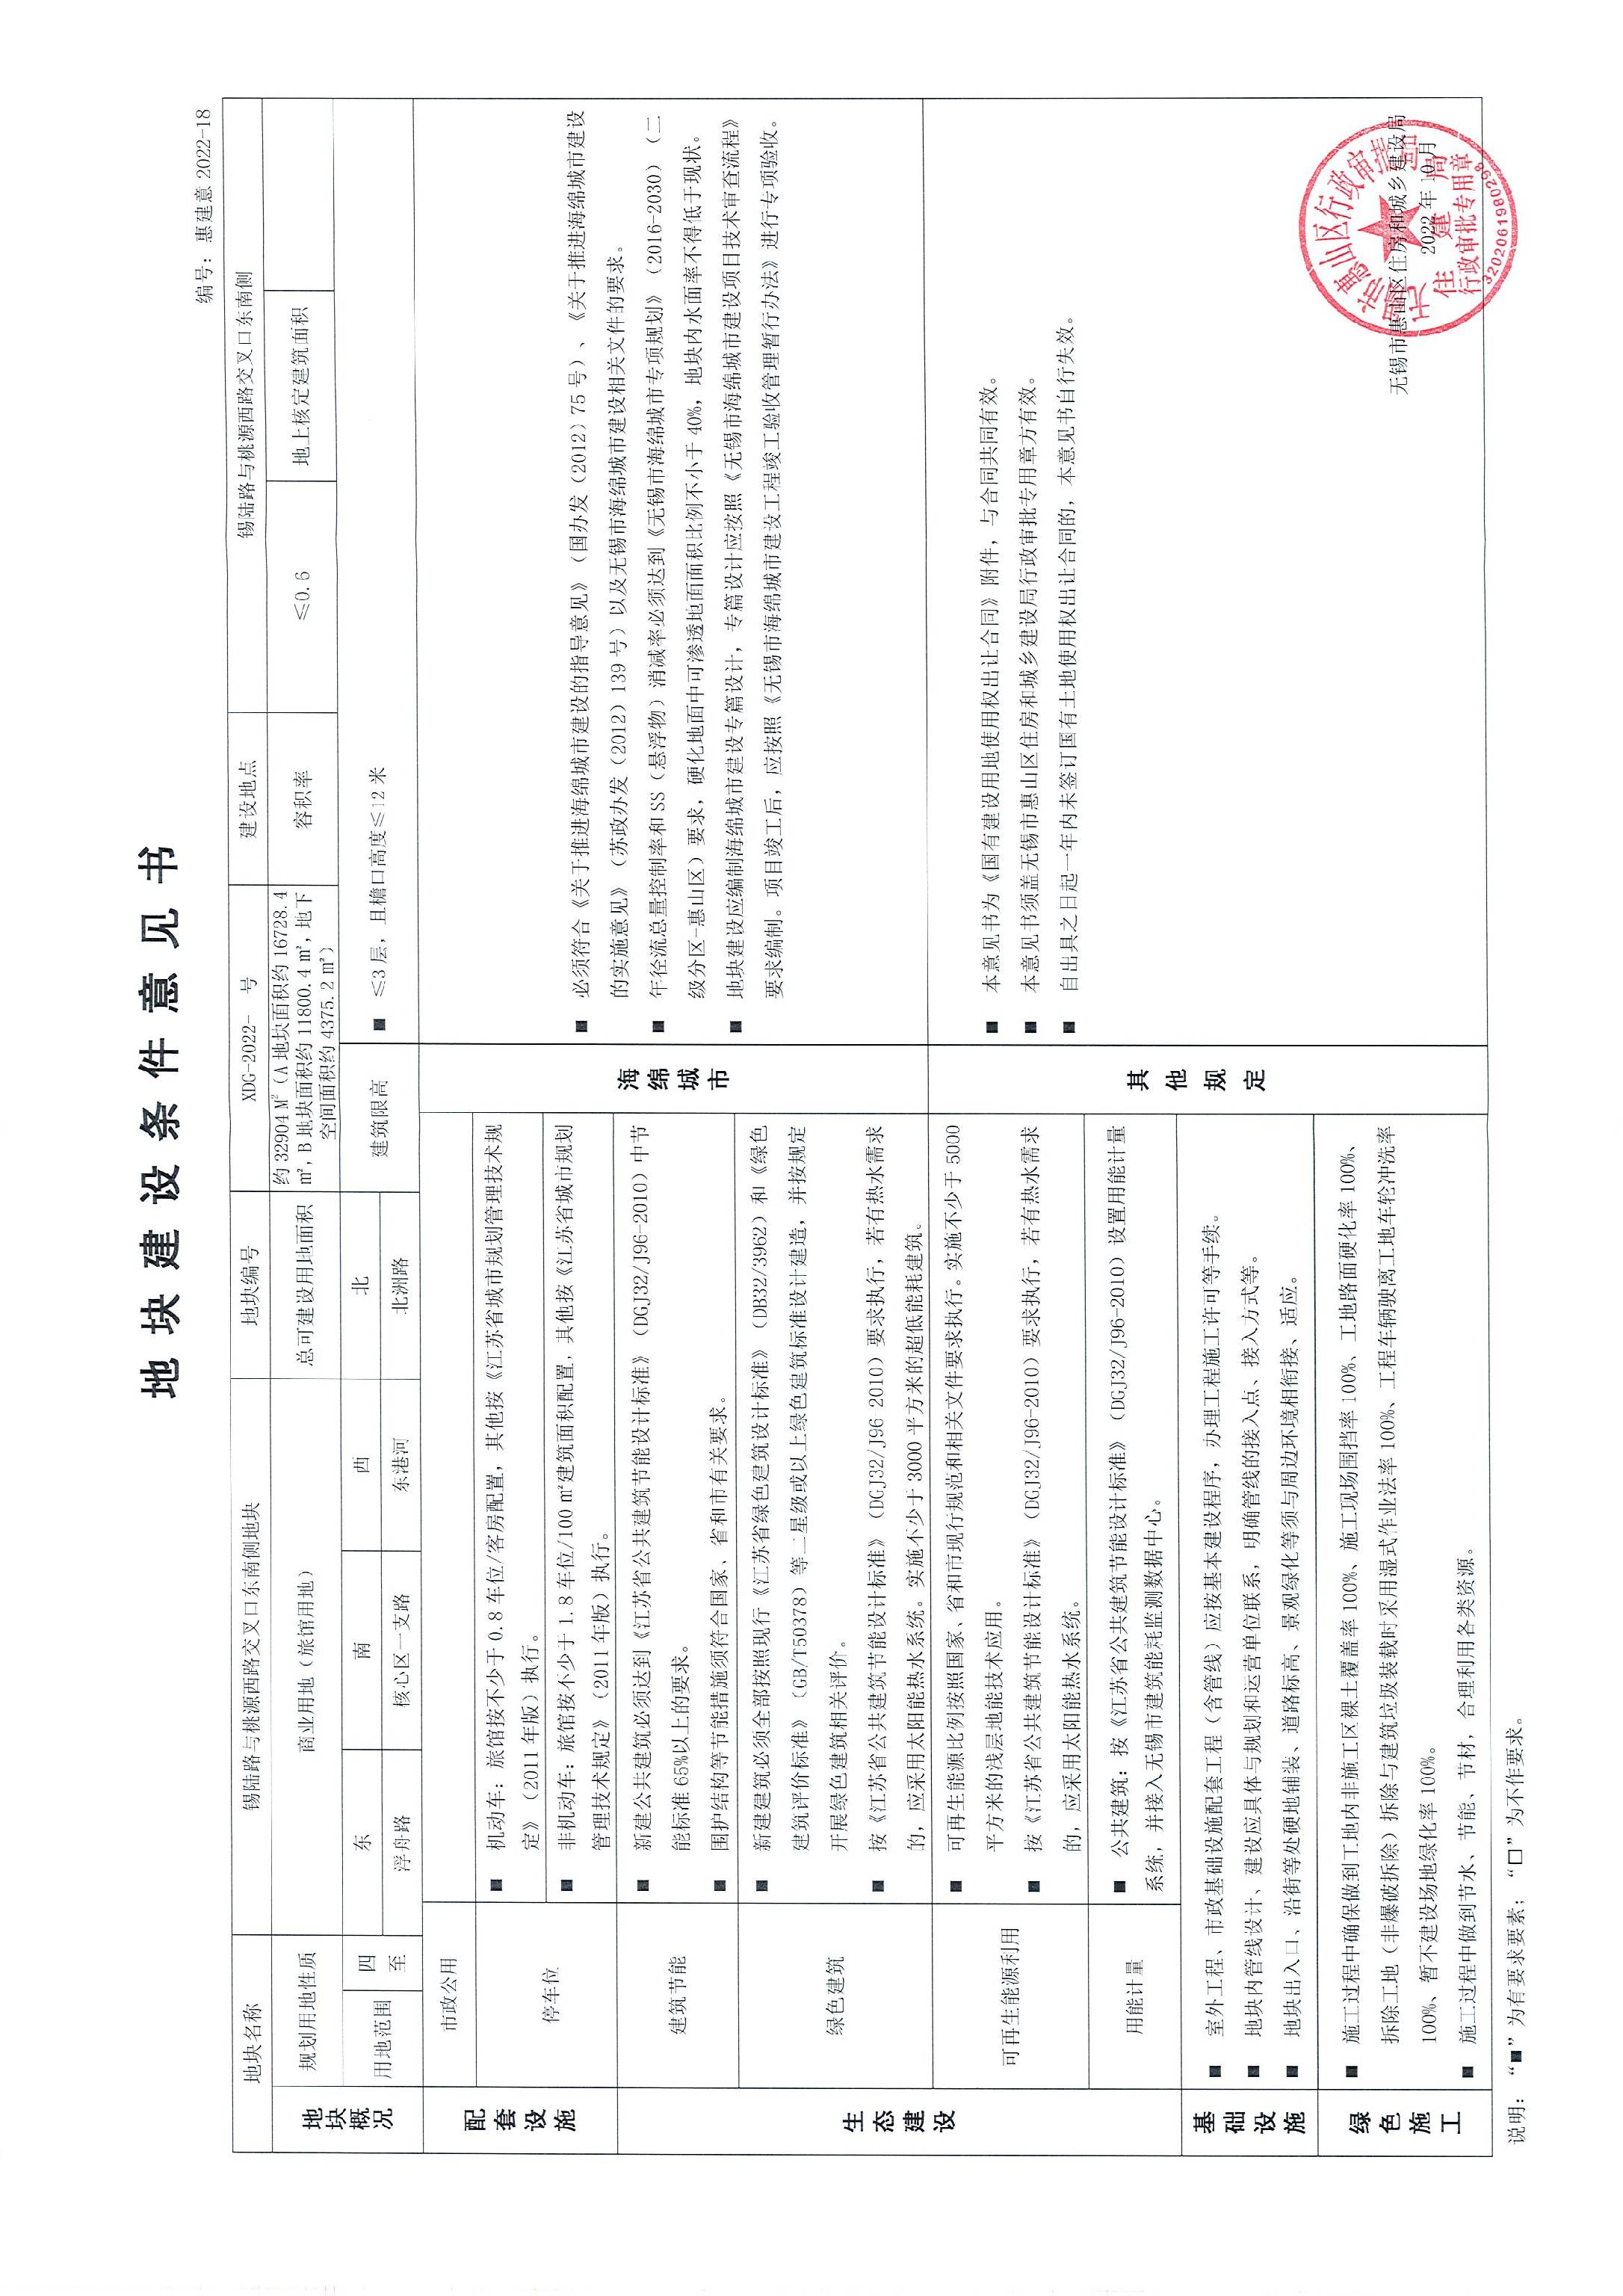 地块建设条件意见书
编号：惠建意 2022-18
地块名称
锡陆路与桃源西路交叉口东南侧地块
地块编号
XDG-2022- 号
建设地点
锡陆路与桃源西路交叉口东南侧
地块概况
规划用地性质
商业用地（旅馆用地）
总可建设用地面积
约 32904 M²（A 地块面积约 16728.4
㎡，B 地块面积约 11800.4 ㎡，地下
空间面积约 4375.2 ㎡）
容积率
≤0.6
地上核定建筑面积
用地范围
四至
东
南
西
北
浮舟路
核心区一支路
东港河
北洲路
建筑限高
■ ≤3 层，且檐口高度≤12 米
配套设施
市政公用
停车位
■ 机动车：旅馆按不少于 0.8 车位/客房配置，其他按《江苏省城市规划管理技术规
定》（2011 年版）执行。
■ 非机动车：旅馆按不少于 1.8 车位/100 ㎡建筑面积配置，其他按《江苏省城市规划
管理技术规定》（2011 年版）执行。
生态建设
建筑节能
■ 新建公共建筑必须达到《江苏省公共建筑节能设计标准》（DGJ32/J96-2010）中节
能标准 65%以上的要求。
■ 围护结构等节能措施须符合国家、省和市有关要求。
绿色建筑
■ 新建建筑必须全部按照现行《江苏省绿色建筑设计标准》（DB32/3962）和《绿色
建筑评价标准》（GB/T50378）等二星级或以上绿色建筑标准设计建造，并按规定
开展绿色建筑相关评价。
■ 按《江苏省公共建筑节能设计标准》（DGJ32/J96 2010）要求执行，若有热水需求
的，应采用太阳能热水系统。实施不少于 3000 平方米的超低能耗建筑。
可再生能源利用
■ 可再生能源比例按照国家、省和市现行规范和相关文件要求执行。实施不少于 5000
平方米的浅层地能技术应用。
■ 按《江苏省公共建筑节能设计标准》（DGJ32/J96-2010）要求执行，若有热水需求
的，应采用太阳能热水系统。
用能计量
■ 公共建筑：按《江苏省公共建筑节能设计标准》（DGJ32/J96-2010）设置用能计量
系统，并接入无锡市建筑能耗监测数据中心。
基础设施
■ 室外工程、市政基础设施配套工程（含管线）应按基本建设程序，办理工程施工许可等手续。
■ 地块内管线设计、建设应具体与规划和运营单位联系，明确管线的接入点、接入方式等。
■ 地块出入口、沿街等处硬地铺装、道路标高、景观绿化等须与周边环境相衔接、适应。
绿色施工
■ 施工过程中确保做到工地内非施工区裸土覆盖率 100%、施工现场围挡率 100%、工地路面硬化率 100%、
拆除工地（非爆破拆除）拆除与建筑垃圾装载时采用湿式作业法率 100%、工程车辆驶离工地车轮冲洗率
100%、暂不建设场地绿化率 100%。
■ 施工过程中做到节水、节能、节材，合理利用各类资源。
海绵城市
■ 必须符合《关于推进海绵城市建设的指导意见》（国办发（2012）75 号）、《关于推进海绵城市建设
的实施意见》（苏政办发（2012）139 号）以及无锡市海绵城市建设相关文件的要求。
■ 年径流总量控制率和 SS（悬浮物）消减率必须达到《无锡市海绵城市专项规划》（2016-2030）（二
级分区-惠山区）要求，硬化地面中可渗透地面面积比例不小于 40%，地块内水面率不得低于现状。
■ 地块建设应编制海绵城市建设专篇设计，专篇设计应按照《无锡市海绵城市建设项目技术审查流程》
要求编制。项目竣工后，应按照《无锡市海绵城市建设工程竣工验收管理暂行办法》进行专项验收。
其他规定
■ 本意见书为《国有建设用地使用权出让合同》附件，与合同共同有效。
■ 本意见书须盖无锡市惠山区住房和城乡建设局行政审批专用章方有效。
■ 自出具之日起一年内未签订国有土地使用权出让合同的，本意见书自行失效。
无锡市惠山区住房和城乡建设局
2022 年 10 月
无锡市惠山区行政审批局
住建局
行政审批专用章
3202061980298
说明：“■”为有要求要素；“□”为不作要求。